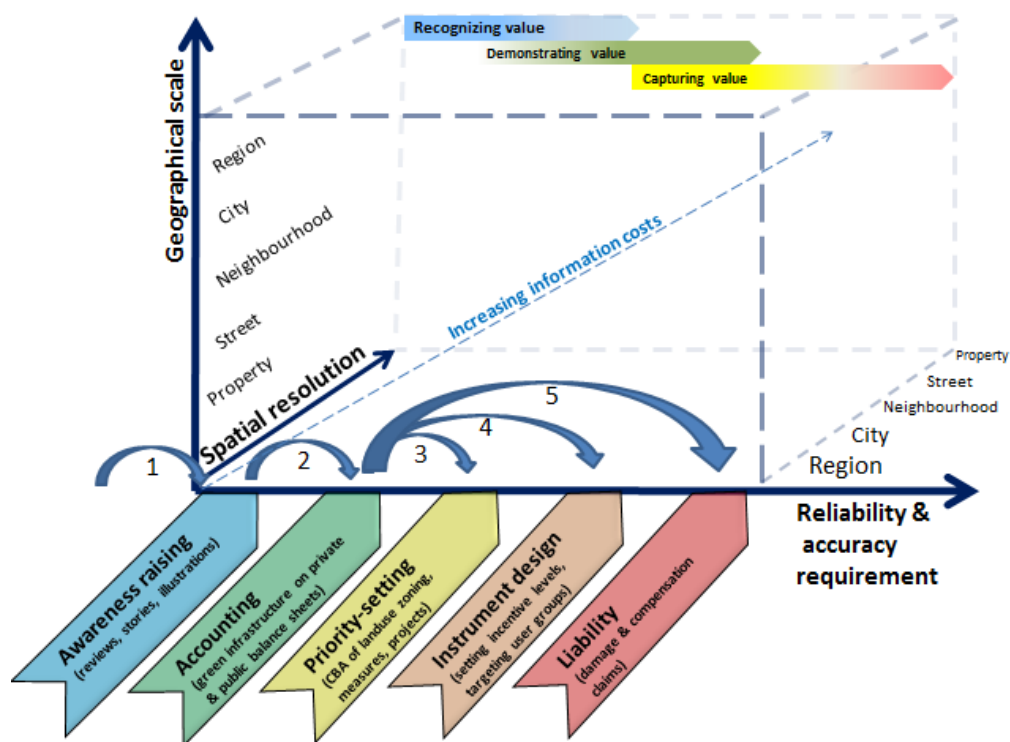 Recognizing value
Demonstrating value
Capturing value
Geographical scale
Region
City
Neighbourhood
Street
Property
Spatial resolution
Increasing information costs
Property
Street
Neighbourhood
City
Region
1
2
3
4
5
Reliability &
accuracy
requirement
Awareness raising
(reviews, stories, illustrations)
Accounting
(green infrastructure on private
& public balance sheets)
Priority-setting
(CBA of landuse zoning,
measures, projects)
Instrument design
(setting incentive levels,
targeting user groups)
Liability
(damage & compensation
claims)